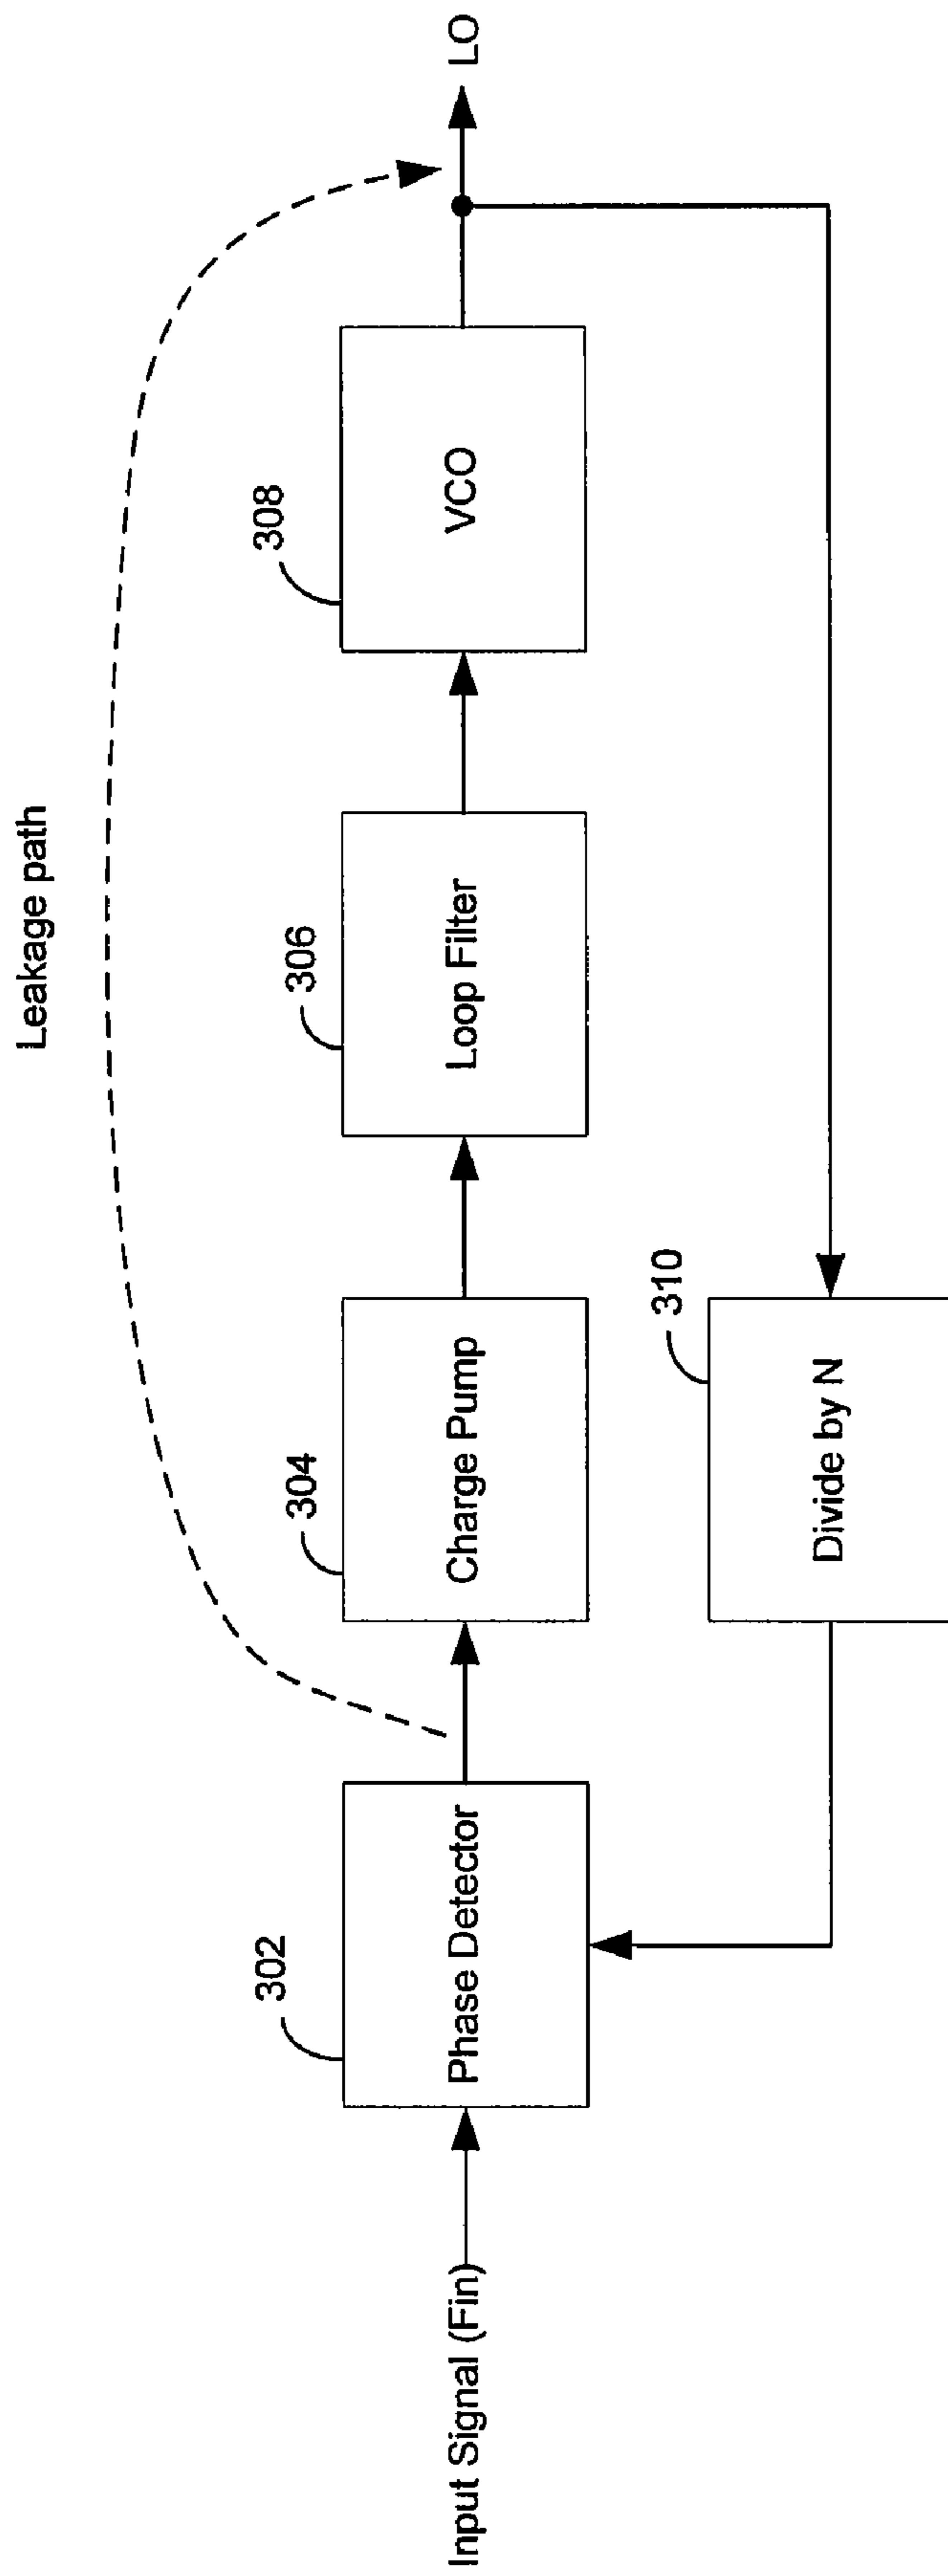 Leakage path
302
304
306
308
Input Signal (Fin)
Phase Detector
Charge Pump
Loop Filter
VCO
LO
310
Divide by N